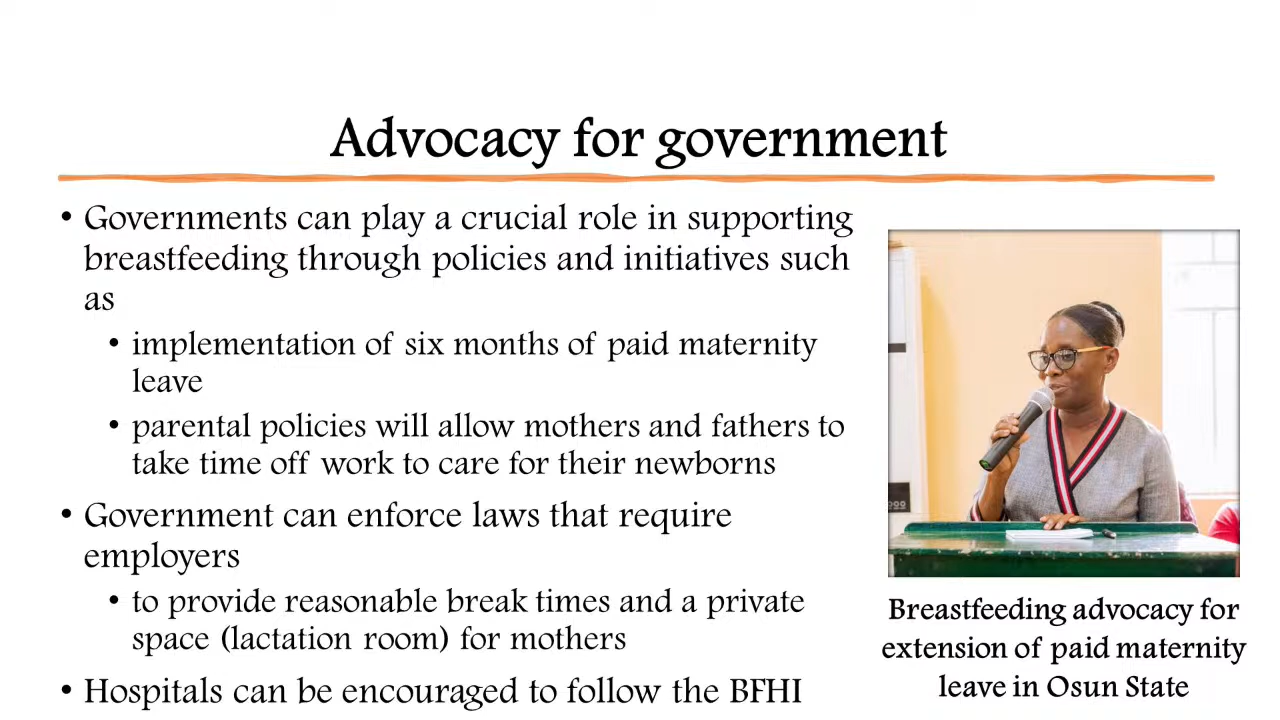 Advocacy for government
• Governments can play a crucial role in supporting
breastfeeding through policies and initiatives such
as
• implementation of six months of paid maternity
leave
• parental policies will allow mothers and fathers to
take time off work to care for their newborns
• Government can enforce laws that require
employers
• to provide reasonable break times and a private
space (lactation room) for mothers
• Hospitals can be encouraged to follow the BFHI
Breastfeeding advocacy for
extension of paid maternity
leave in Osun State